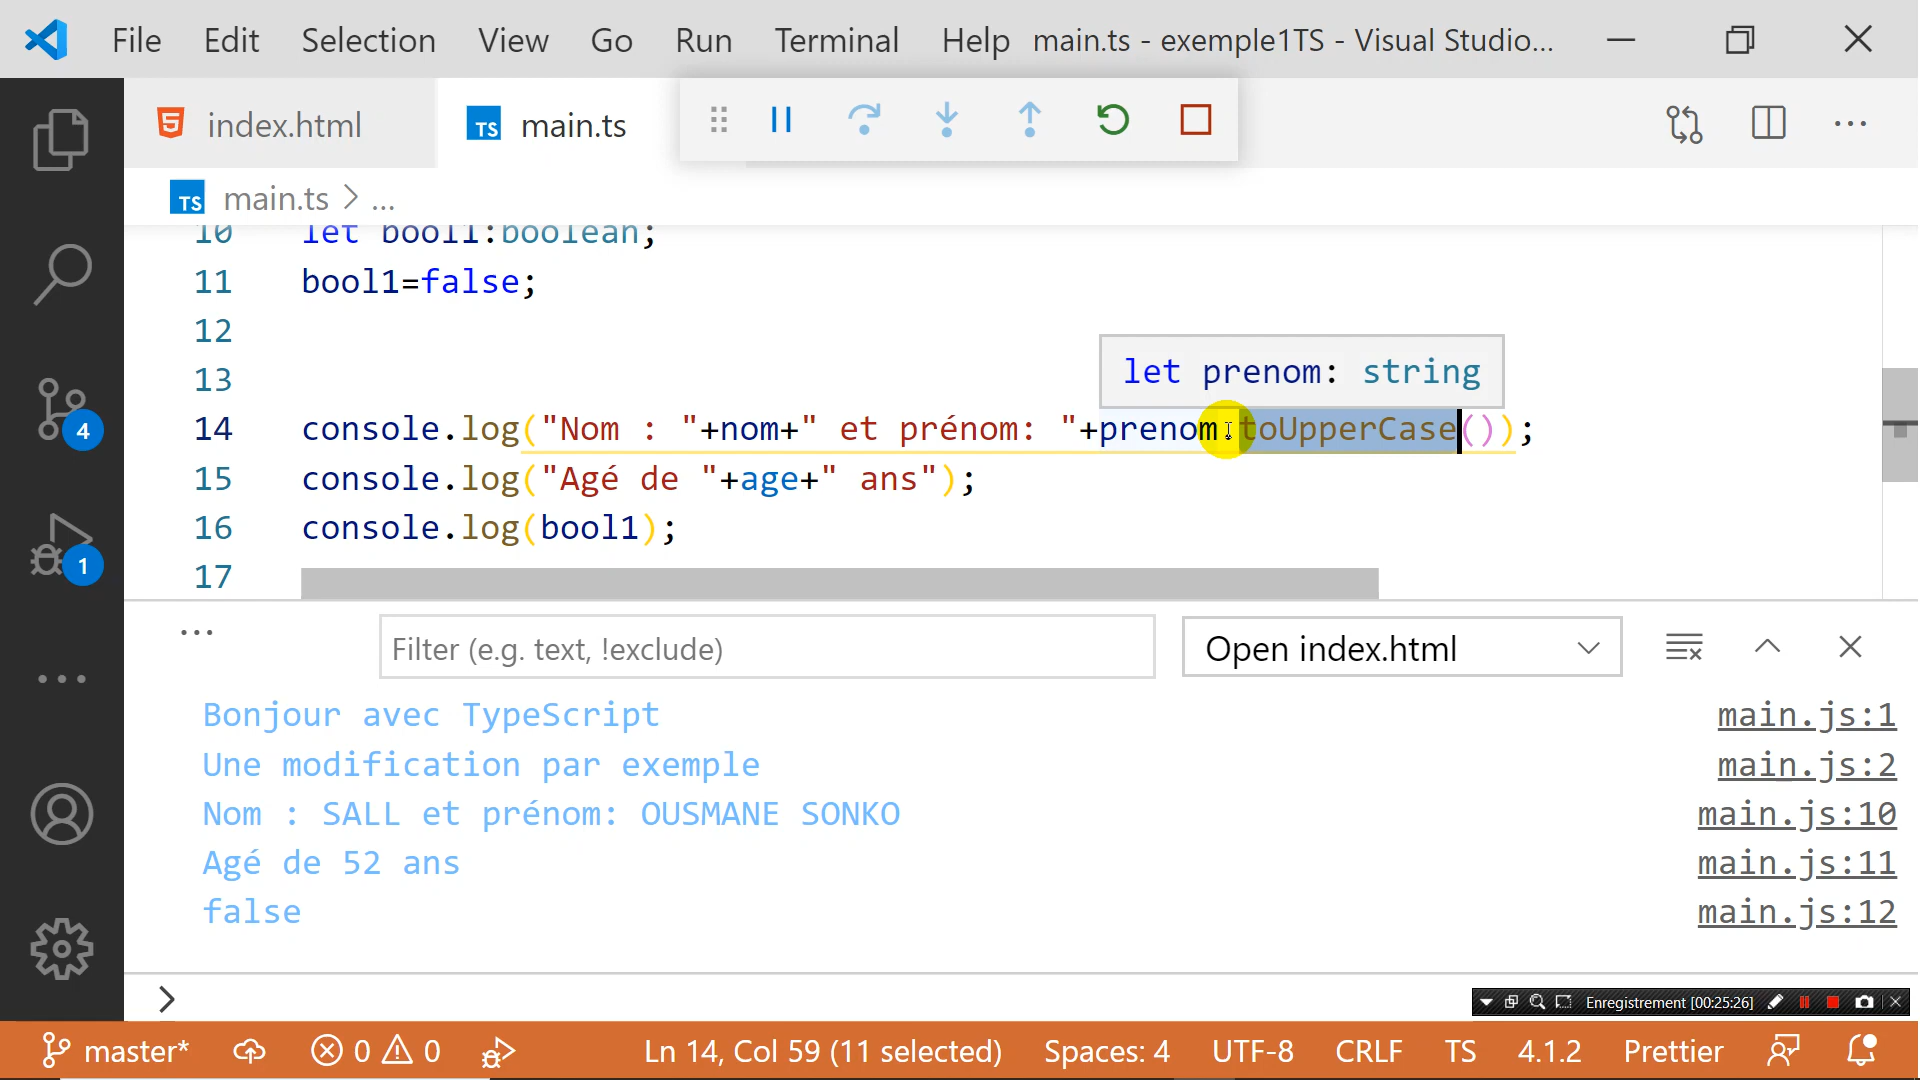 File Edit Selection View Go Run Terminal Help main.ts - exemple1TS - Visual Studio...
index.html
TS main.ts
TS main.ts > ...
10 let bool1:boolean;
11 bool1=false;
12
let prenom: string
13
14 console.log("Nom : "+nom+" et prénom: "+prenom.toUpperCase());
15 console.log("Agé de "+age+" ans");
16 console.log(bool1);
17
4
1
... Filter (e.g. text, !exclude) Open index.html
Bonjour avec TypeScript main.js:1
Une modification par exemple main.js:2
Nom : SALL et prénom: OUSMANE SONKO main.js:10
Agé de 52 ans main.js:11
false main.js:12
>
Enregistrement [00:25:26]
master* 0 0 Ln 14, Col 59 (11 selected) Spaces: 4 UTF-8 CRLF TS 4.1.2 Prettier